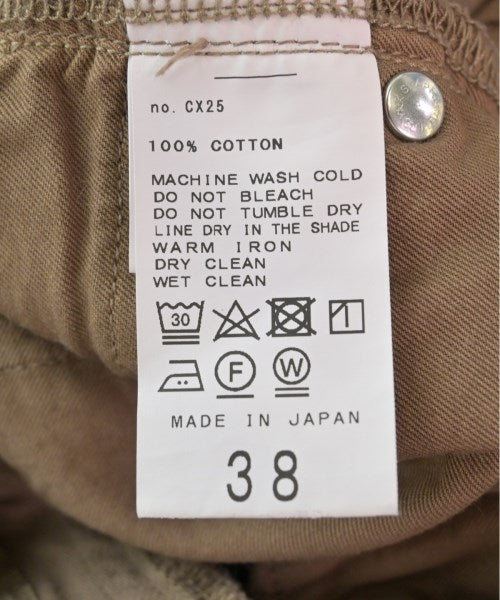 no. CX25
100% COTTON
MACHINE WASH COLD
DO NOT BLEACH
DO NOT TUMBLE DRY
LINE DRY IN THE SHADE
WARM IRON
DRY CLEAN
WET CLEAN
30
F W
MADE IN JAPAN
38